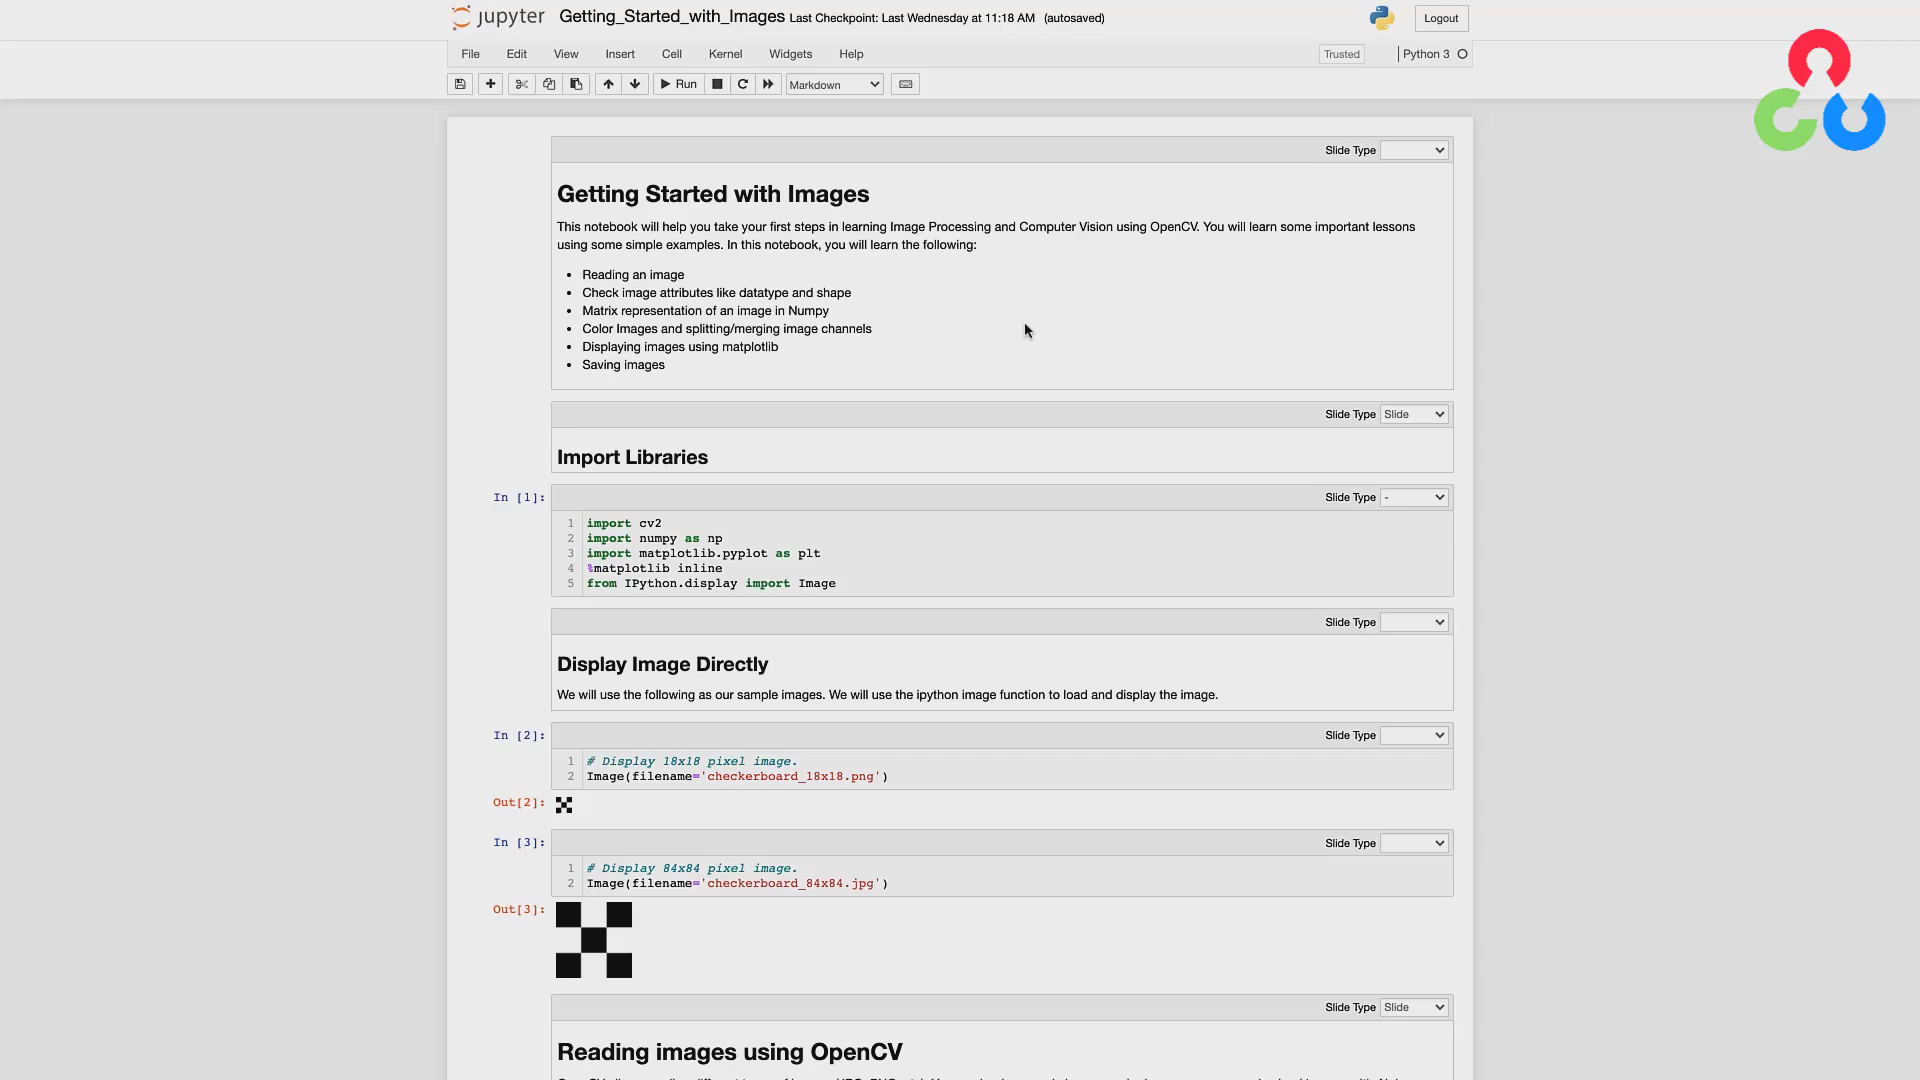 jupyter Getting_Started_with_Images Last Checkpoint: Last Wednesday at 11:18 AM (autosaved)
Logout
File Edit View Insert Cell Kernel Widgets Help
Trusted
Python 3
Run
Markdown
Slide Type
Getting Started with Images
This notebook will help you take your first steps in learning Image Processing and Computer Vision using OpenCV. You will learn some important lessons
using some simple examples. In this notebook, you will learn the following:
• Reading an image
• Check image attributes like datatype and shape
• Matrix representation of an image in Numpy
• Color Images and splitting/merging image channels
• Displaying images using matplotlib
• Saving images
Slide Type Slide
Import Libraries
In [1]:
Slide Type -
1 import cv2
2 import numpy as np
3 import matplotlib.pyplot as plt
4 %matplotlib inline
5 from IPython.display import Image
Slide Type
Display Image Directly
We will use the following as our sample images. We will use the ipython image function to load and display the image.
In [2]:
Slide Type
1 # Display 18x18 pixel image.
2 Image(filename='checkerboard_18x18.png')
Out[2]:
In [3]:
Slide Type
1 # Display 84x84 pixel image.
2 Image(filename='checkerboard_84x84.jpg')
Out[3]:
Slide Type Slide
Reading images using OpenCV